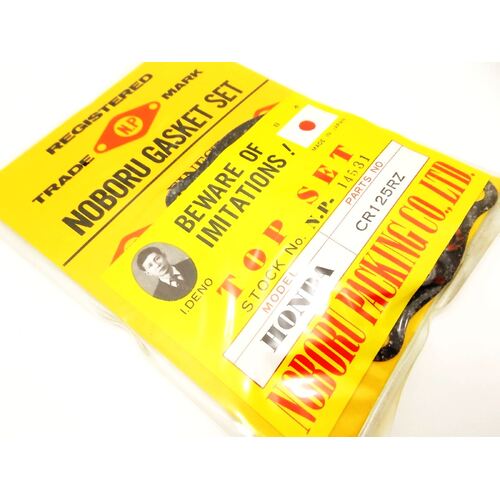 REGISTERED
TRADE MARK
N.P
NOBORU GASKET SET
BEWARE OF
IMITATIONS!
MADE IN JAPAN
I.DENO
TOP SET
STOCK No. N.P- 14531
MODEL PARTS NO
HONDA CR125RZ
NOBORU PACKING CO., LTD.